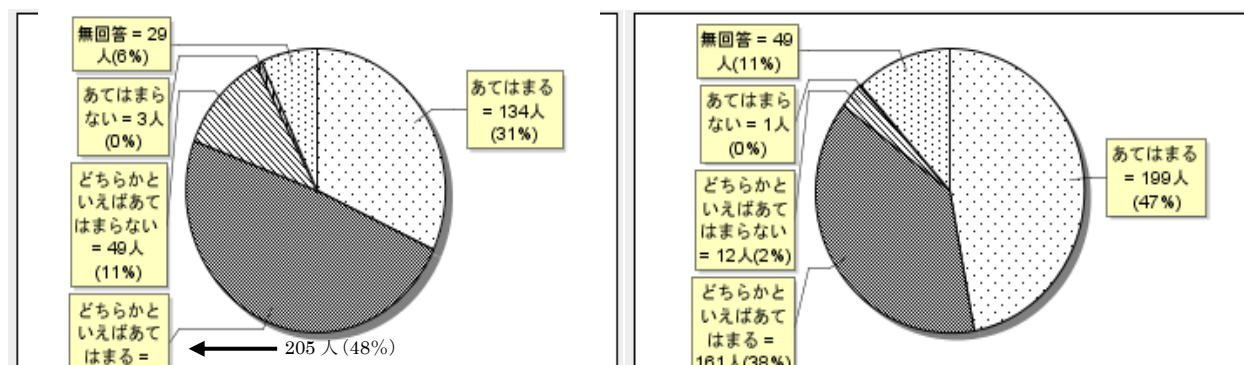 無回答 = 29
人(6%)
あてはまら
ない = 3人
(0%)
どちらかと
いえばあて
はまらない
= 49人
(11%)
どちらかと
いえばあて
はまる =
205 人(48%)
あてはまる
= 134人
(31%)
無回答 = 49
人(11%)
あてはまら
ない = 1人
(0%)
どちらかと
いえばあて
はまらない
= 12人(2%)
どちらかと
いえばあて
はまる =
161人(38%)
あてはまる
= 199人
(47%)